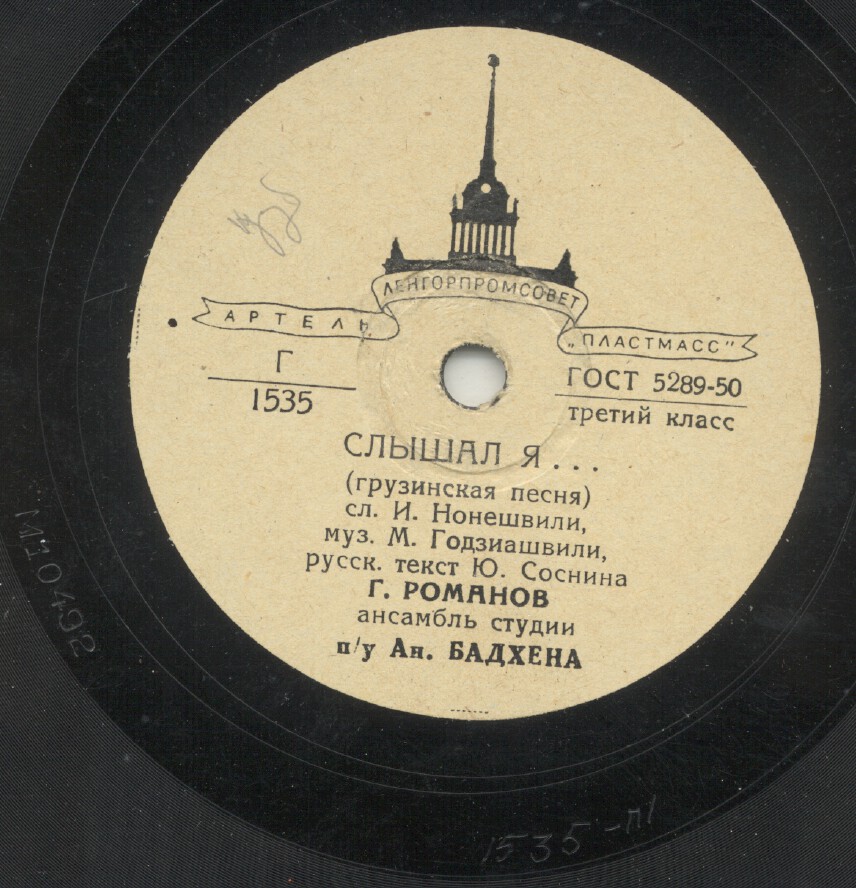 ЛЕНГОРПРОМСОВЕТ
АРТЕЛЬ
„ПЛАСТМАСС"
Г
1535
ГОСТ 5289-50
третий класс
СЛЫШАЛ Я...
(грузинская песня)
сл. И. Нонешвили,
муз. М. Годзиашвили,
русск. текст Ю. Соснина
Г. РОМАНОВ
ансамбль студии
п/у Ан. БАДХЕНА
М10492
1535-П1